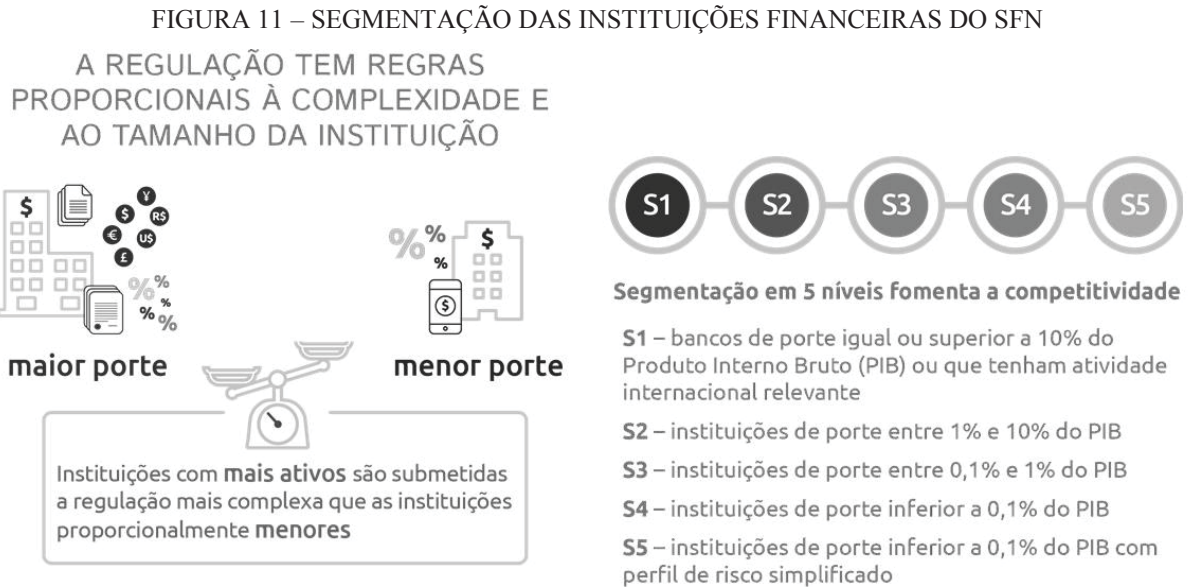 FIGURA 11 – SEGMENTAÇÃO DAS INSTITUIÇÕES FINANCEIRAS DO SFN
A REGULAÇÃO TEM REGRAS
PROPORCIONAIS À COMPLEXIDADE E
AO TAMANHO DA INSTITUIÇÃO
$
¥
$ R$
€ U$
£
%%
%
%%
maior porte
%%
%
$
$
menor porte
Instituições com mais ativos são submetidas
a regulação mais complexa que as instituições
proporcionalmente menores
S1 S2 S3 S4 S5
Segmentação em 5 níveis fomenta a competitividade
S1 – bancos de porte igual ou superior a 10% do
Produto Interno Bruto (PIB) ou que tenham atividade
internacional relevante
S2 – instituições de porte entre 1% e 10% do PIB
S3 – instituições de porte entre 0,1% e 1% do PIB
S4 – instituições de porte inferior a 0,1% do PIB
S5 – instituições de porte inferior a 0,1% do PIB com
perfil de risco simplificado